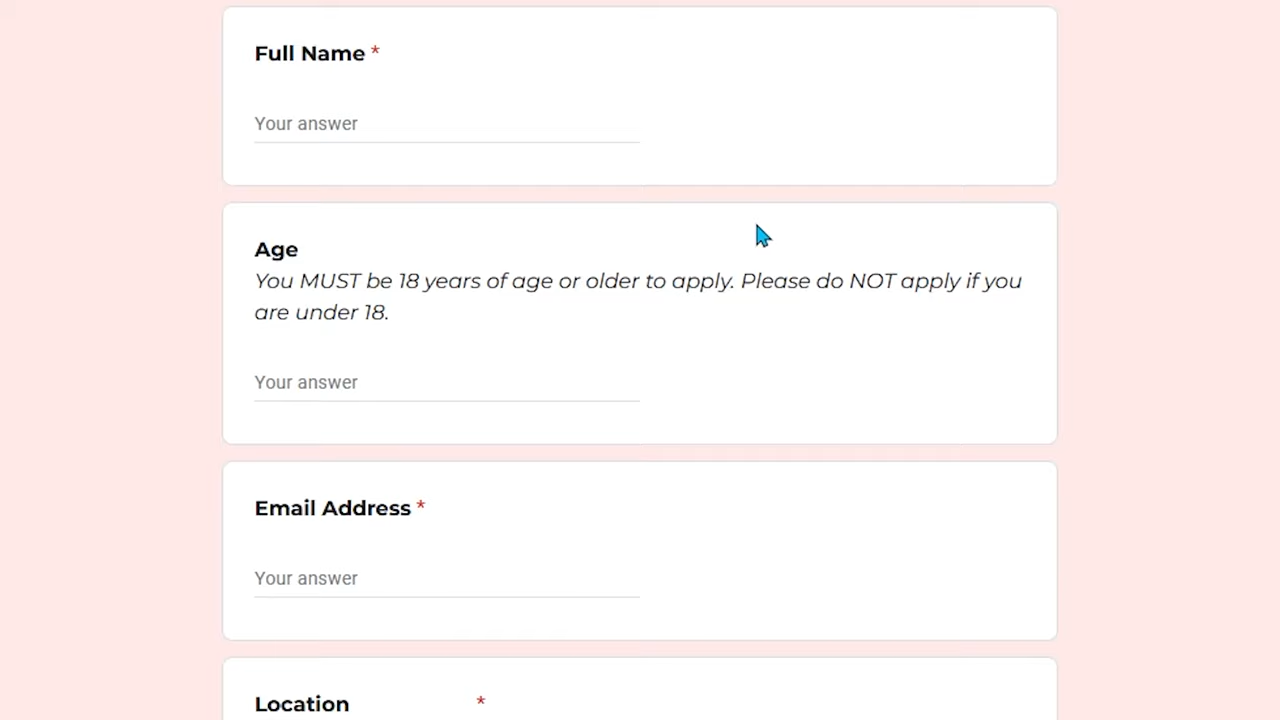 Full Name *
Your answer
Age
You MUST be 18 years of age or older to apply. Please do NOT apply if you
are under 18.
Your answer
Email Address *
Your answer
Location *